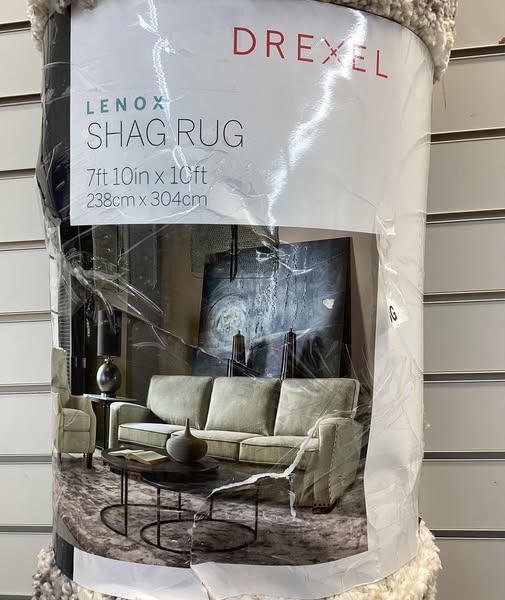 DREXEL
LENOX
SHAG RUG
7ft 10in x 10ft
238cm x 304cm
G